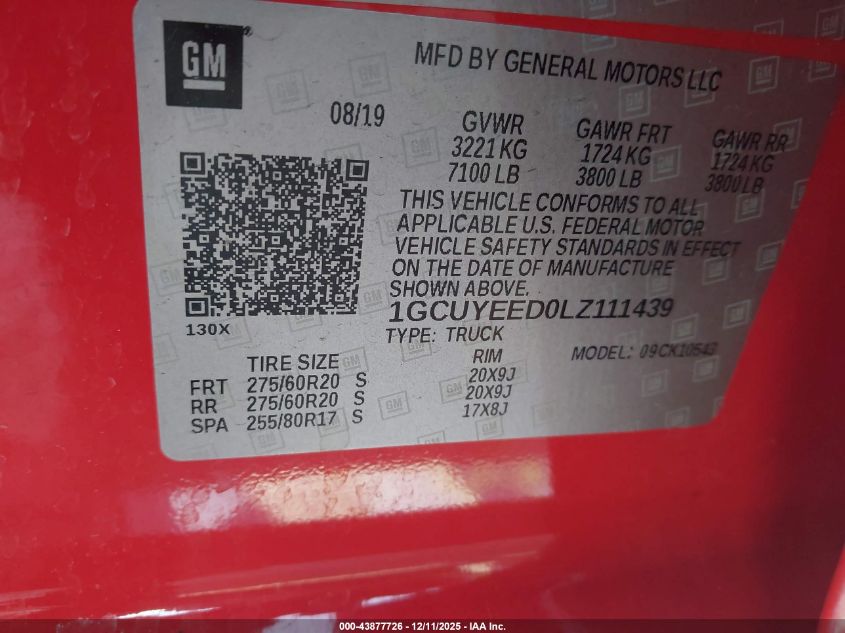 GM
MFD BY GENERAL MOTORS LLC
08/19
GVWR GAWR FRT GAWR RR
3221 KG 1724 KG 1724 KG
7100 LB 3800 LB 3800 LB
THIS VEHICLE CONFORMS TO ALL
APPLICABLE U.S. FEDERAL MOTOR
VEHICLE SAFETY STANDARDS IN EFFECT
ON THE DATE OF MANUFACTURE
SHOWN ABOVE.
1GCUYEED0LZ111439
130X
TYPE: TRUCK
MODEL: 09CK10543
TIRE SIZE RIM
FRT 275/60R20 S 20X9J
RR 275/60R20 S 20X9J
SPA 255/80R17 S 17X8J
000-43877726 - 12/11/2025 - IAA Inc.